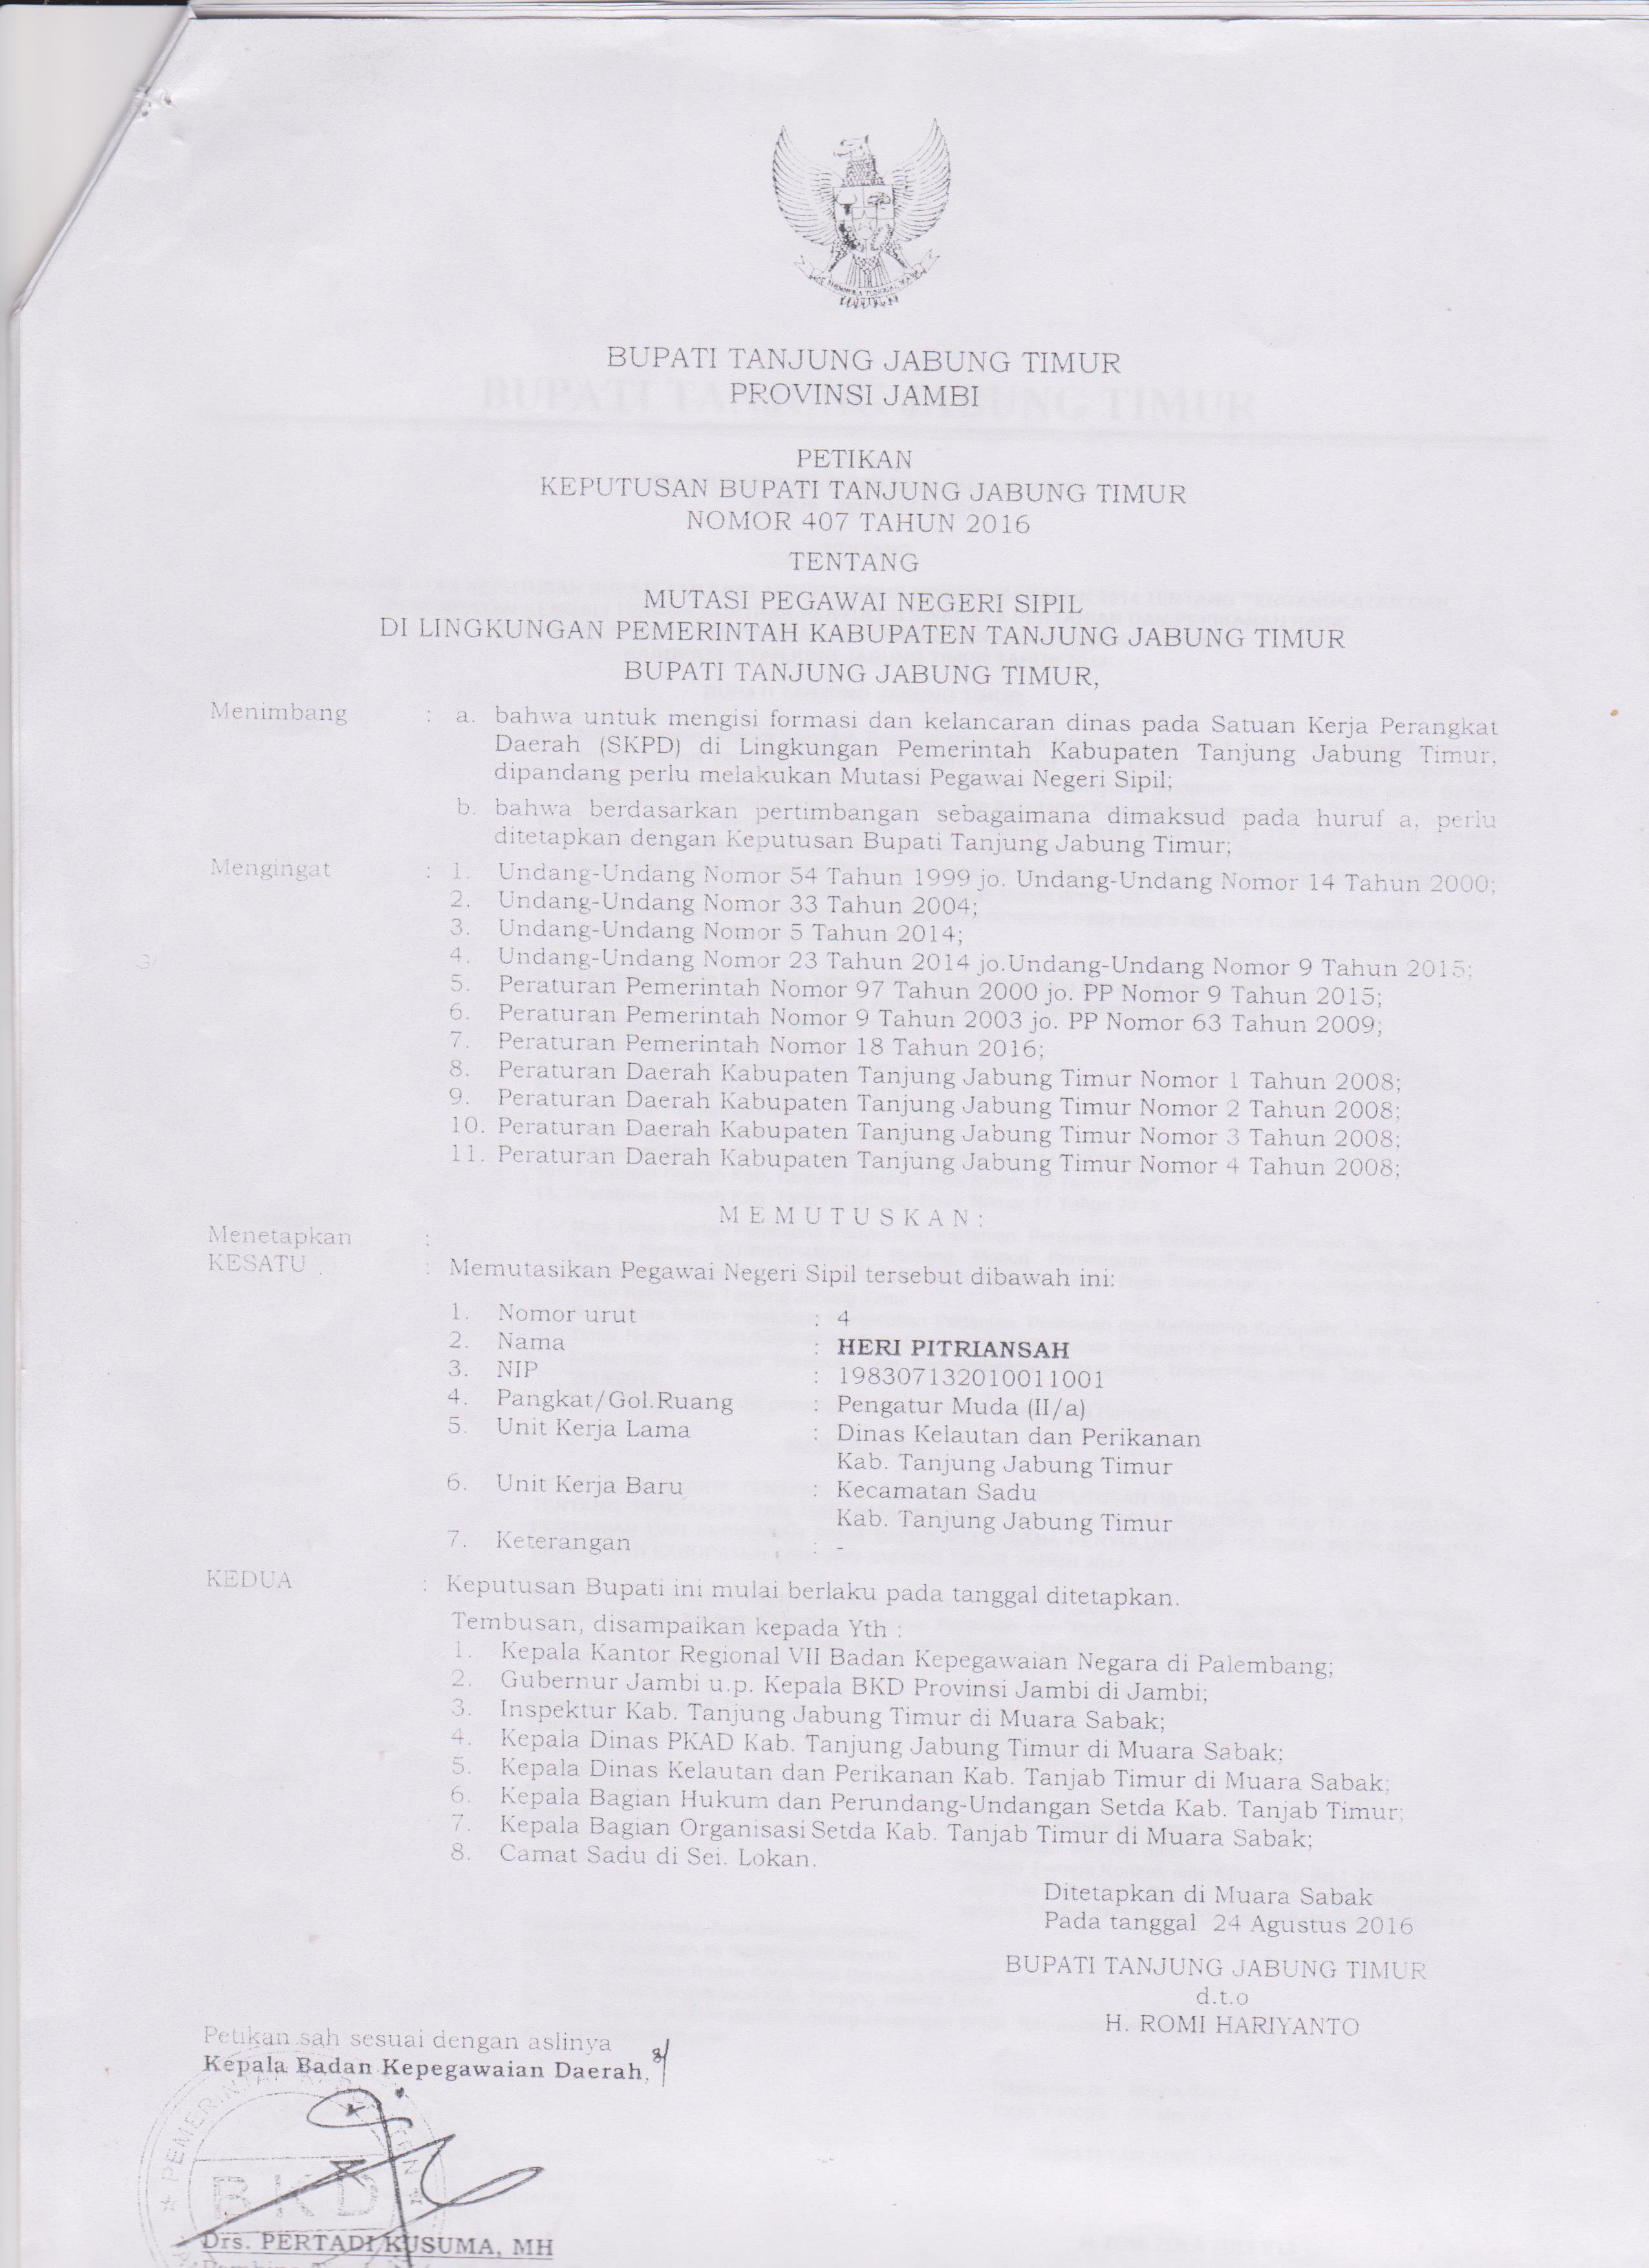 BUPATI TANJUNG JABUNG TIMUR
PROVINSI JAMBI
PETIKAN
KEPUTUSAN BUPATI TANJUNG JABUNG TIMUR
NOMOR 407 TAHUN 2016
TENTANG
MUTASI PEGAWAI NEGERI SIPIL
DI LINGKUNGAN PEMERINTAH KABUPATEN TANJUNG JABUNG TIMUR
BUPATI TANJUNG JABUNG TIMUR,
Menimbang : a. bahwa untuk mengisi formasi dan kelancaran dinas pada Satuan Kerja Perangkat
Daerah (SKPD) di Lingkungan Pemerintah Kabupaten Tanjung Jabung Timur,
dipandang perlu melakukan Mutasi Pegawai Negeri Sipil;
b. bahwa berdasarkan pertimbangan sebagaimana dimaksud pada huruf a, perlu
ditetapkan dengan Keputusan Bupati Tanjung Jabung Timur;
Mengingat : 1. Undang-Undang Nomor 54 Tahun 1999 jo. Undang-Undang Nomor 14 Tahun 2000;
2. Undang-Undang Nomor 33 Tahun 2004;
3. Undang-Undang Nomor 5 Tahun 2014;
4. Undang-Undang Nomor 23 Tahun 2014 jo.Undang-Undang Nomor 9 Tahun 2015;
5. Peraturan Pemerintah Nomor 97 Tahun 2000 jo. PP Nomor 9 Tahun 2015;
6. Peraturan Pemerintah Nomor 9 Tahun 2003 jo. PP Nomor 63 Tahun 2009;
7. Peraturan Pemerintah Nomor 18 Tahun 2016;
8. Peraturan Daerah Kabupaten Tanjung Jabung Timur Nomor 1 Tahun 2008;
9. Peraturan Daerah Kabupaten Tanjung Jabung Timur Nomor 2 Tahun 2008;
10. Peraturan Daerah Kabupaten Tanjung Jabung Timur Nomor 3 Tahun 2008;
11. Peraturan Daerah Kabupaten Tanjung Jabung Timur Nomor 4 Tahun 2008;
M E M U T U S K A N :
Menetapkan :
KESATU : Memutasikan Pegawai Negeri Sipil tersebut dibawah ini:
1. Nomor urut : 4
2. Nama : HERI PITRIANSAH
3. NIP : 198307132010011001
4. Pangkat/Gol.Ruang : Pengatur Muda (II/a)
5. Unit Kerja Lama : Dinas Kelautan dan Perikanan
Kab. Tanjung Jabung Timur
6. Unit Kerja Baru : Kecamatan Sadu
Kab. Tanjung Jabung Timur
7. Keterangan : -
KEDUA : Keputusan Bupati ini mulai berlaku pada tanggal ditetapkan.
Tembusan, disampaikan kepada Yth :
1. Kepala Kantor Regional VII Badan Kepegawaian Negara di Palembang;
2. Gubernur Jambi u.p. Kepala BKD Provinsi Jambi di Jambi;
3. Inspektur Kab. Tanjung Jabung Timur di Muara Sabak;
4. Kepala Dinas PKAD Kab. Tanjung Jabung Timur di Muara Sabak;
5. Kepala Dinas Kelautan dan Perikanan Kab. Tanjab Timur di Muara Sabak;
6. Kepala Bagian Hukum dan Perundang-Undangan Setda Kab. Tanjab Timur;
7. Kepala Bagian Organisasi Setda Kab. Tanjab Timur di Muara Sabak;
8. Camat Sadu di Sei. Lokan.
Ditetapkan di Muara Sabak
Pada tanggal 24 Agustus 2016
BUPATI TANJUNG JABUNG TIMUR
d.t.o
H. ROMI HARIYANTO
Petikan sah sesuai dengan aslinya
Kepala Badan Kepegawaian Daerah,
BKD
Drs. PERTADI KUSUMA, MH